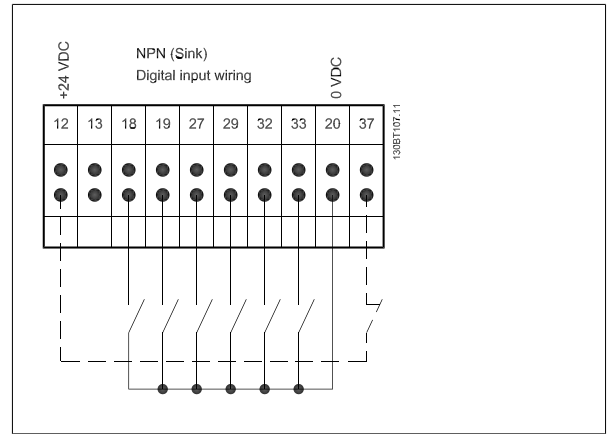 +24 VDC
NPN (Sink)
Digital input wiring
0 VDC
12 13 18 19 27 29 32 33 20 37
130BT107.11